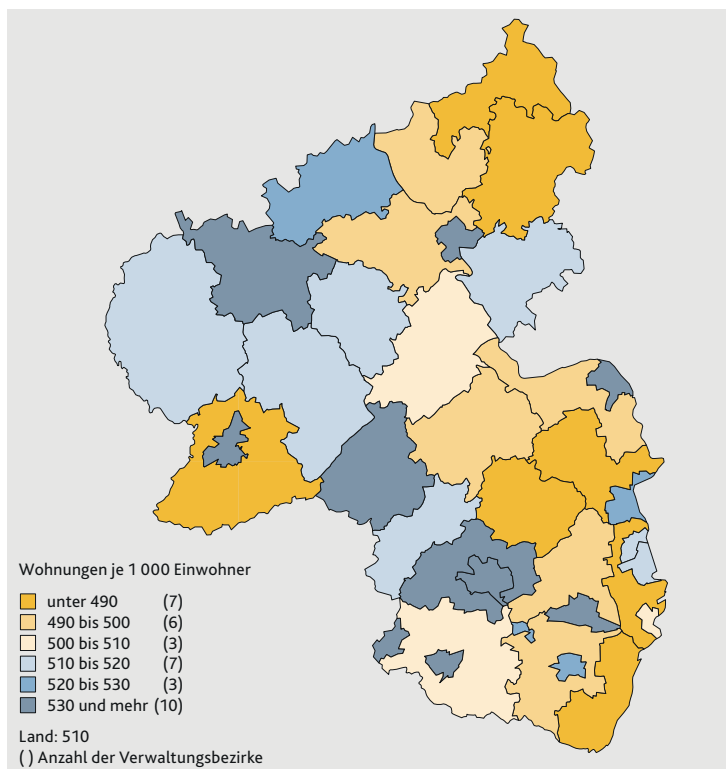 Wohnungen je 1 000 Einwohner
unter 490 (7)
490 bis 500 (6)
500 bis 510 (3)
510 bis 520 (7)
520 bis 530 (3)
530 und mehr (10)
Land: 510
( ) Anzahl der Verwaltungsbezirke